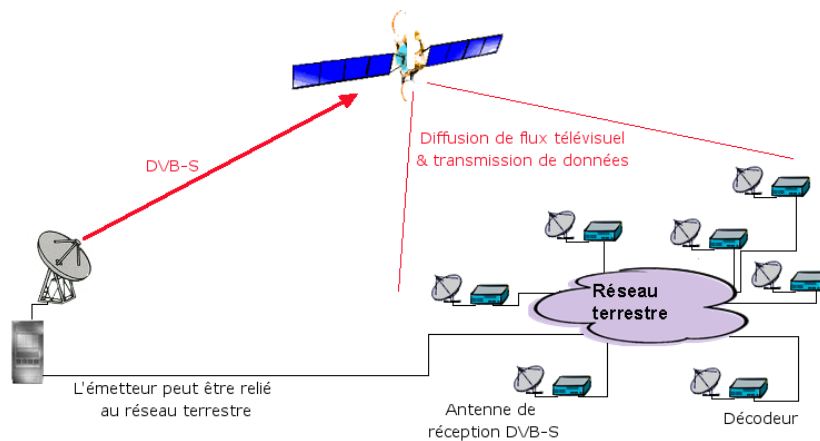 Diffusion de flux télévisuel
& transmission de données
DVB-S
Réseau
terrestre
L'émetteur peut être relié
au réseau terrestre
Antenne de
réception DVB-S
Décodeur